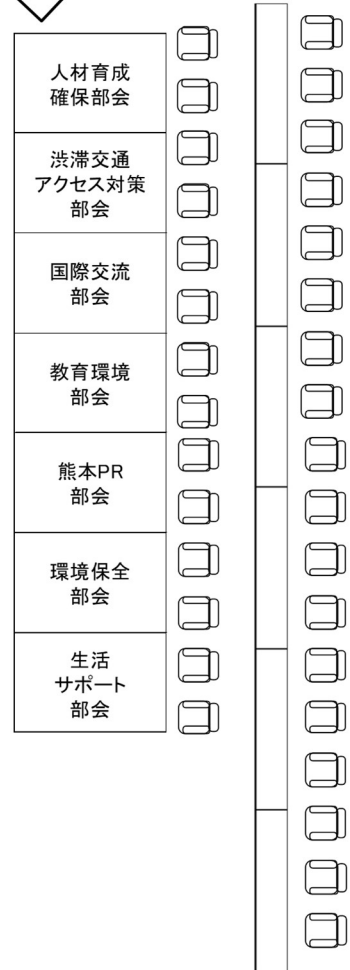 人材育成
確保部会
渋滞交通
アクセス対策
部会
国際交流
部会
教育環境
部会
熊本PR
部会
環境保全
部会
生活
サポート
部会